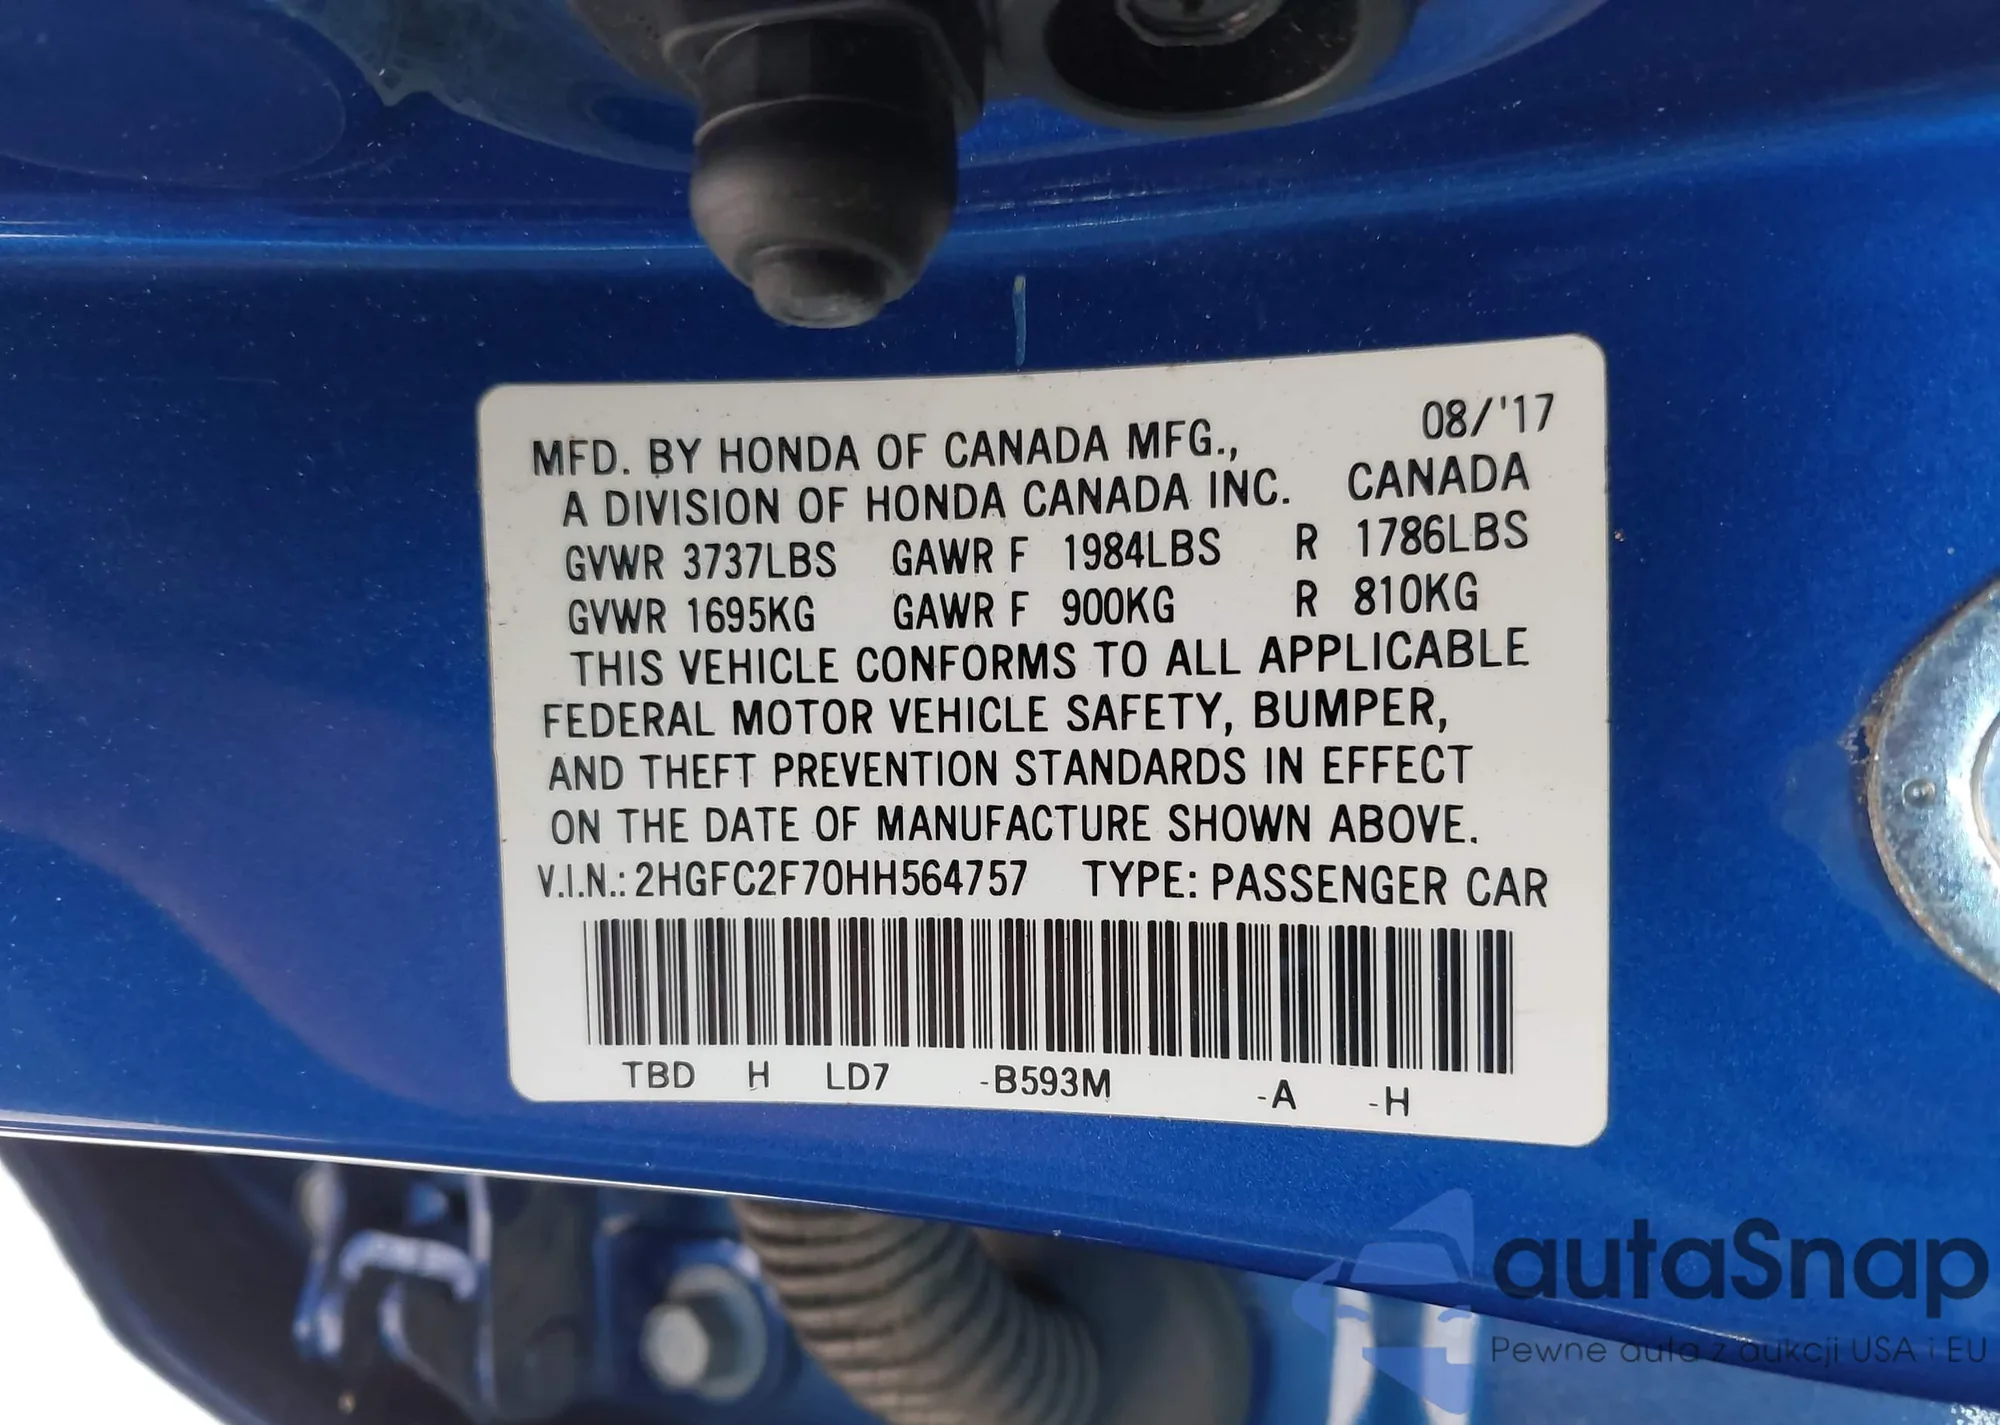 08/'17
MFD. BY HONDA OF CANADA MFG.,
A DIVISION OF HONDA CANADA INC. CANADA
GVWR 3737LBS GAWR F 1984LBS R 1786LBS
GVWR 1695KG GAWR F 900KG R 810KG
THIS VEHICLE CONFORMS TO ALL APPLICABLE
FEDERAL MOTOR VEHICLE SAFETY, BUMPER,
AND THEFT PREVENTION STANDARDS IN EFFECT
ON THE DATE OF MANUFACTURE SHOWN ABOVE.
V.I.N.: 2HGFC2F70HH564757 TYPE: PASSENGER CAR
TBD H LD7 -B593M -A -H
autaSnap
Pewne auta z aukcji USA i EU